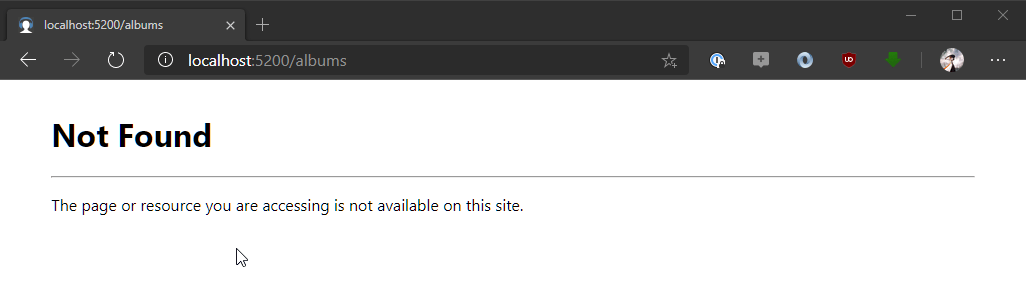 localhost:5200/albums
localhost:5200/albums
Not Found
The page or resource you are accessing is not available on this site.